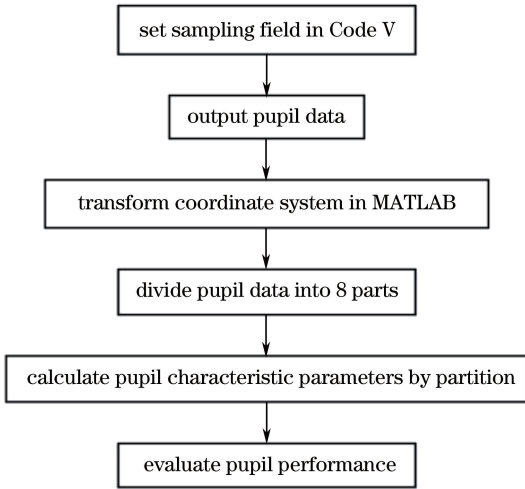 set sampling field in Code V
output pupil data
transform coordinate system in MATLAB
divide pupil data into 8 parts
calculate pupil characteristic parameters by partition
evaluate pupil performance